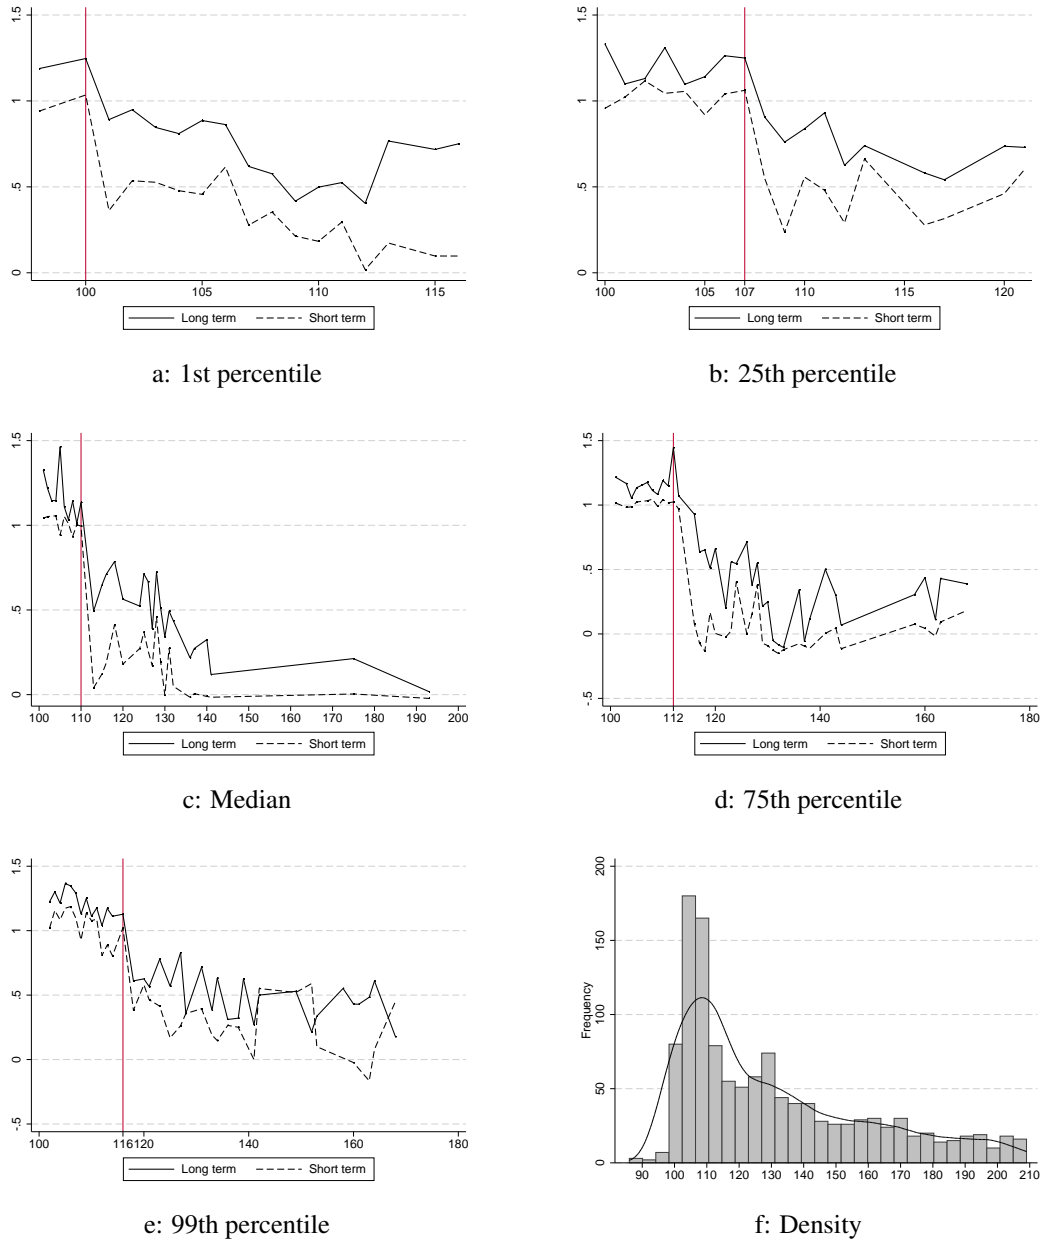 1.5
1
.5
0
100 105 110 115
Long term Short term
a: 1st percentile
1.5
1
.5
0
100 105 107 110 115 120
Long term Short term
b: 25th percentile
1.5
1
.5
0
100 110 120 130 140 150 160 170 180 190 200
Long term Short term
c: Median
1.5
1
.5
0
-.5
100 112 120 140 160 180
Long term Short term
d: 75th percentile
1.5
1
.5
0
-.5
100 116 120 140 160 180
Long term Short term
e: 99th percentile
200
150
100
50
0
Frequency
90 100 110 120 130 140 150 160 170 180 190 200 210
f: Density